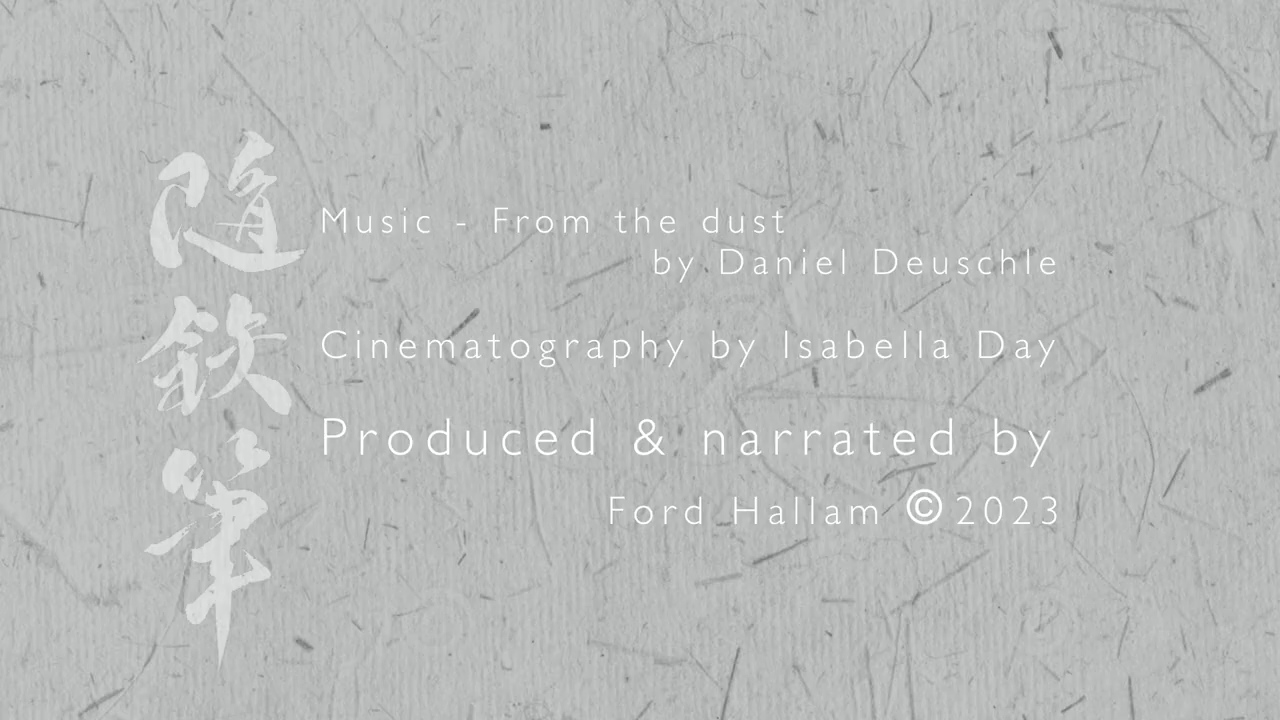 随鉄筆
Music - From the dust
by Daniel Deuschle
Cinematography by Isabella Day
Produced & narrated by
Ford Hallam ©2023